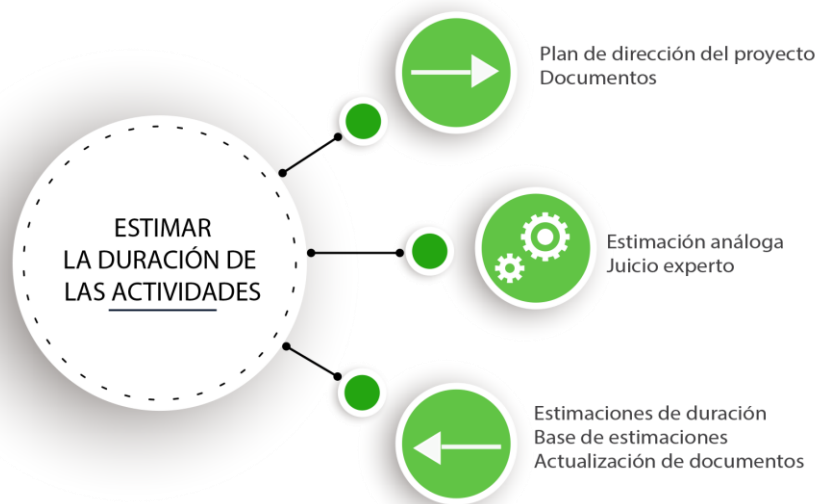 ESTIMAR
LA DURACIÓN DE
LAS ACTIVIDADES
Plan de dirección del proyecto
Documentos
Estimación análoga
Juicio experto
Estimaciones de duración
Base de estimaciones
Actualización de documentos